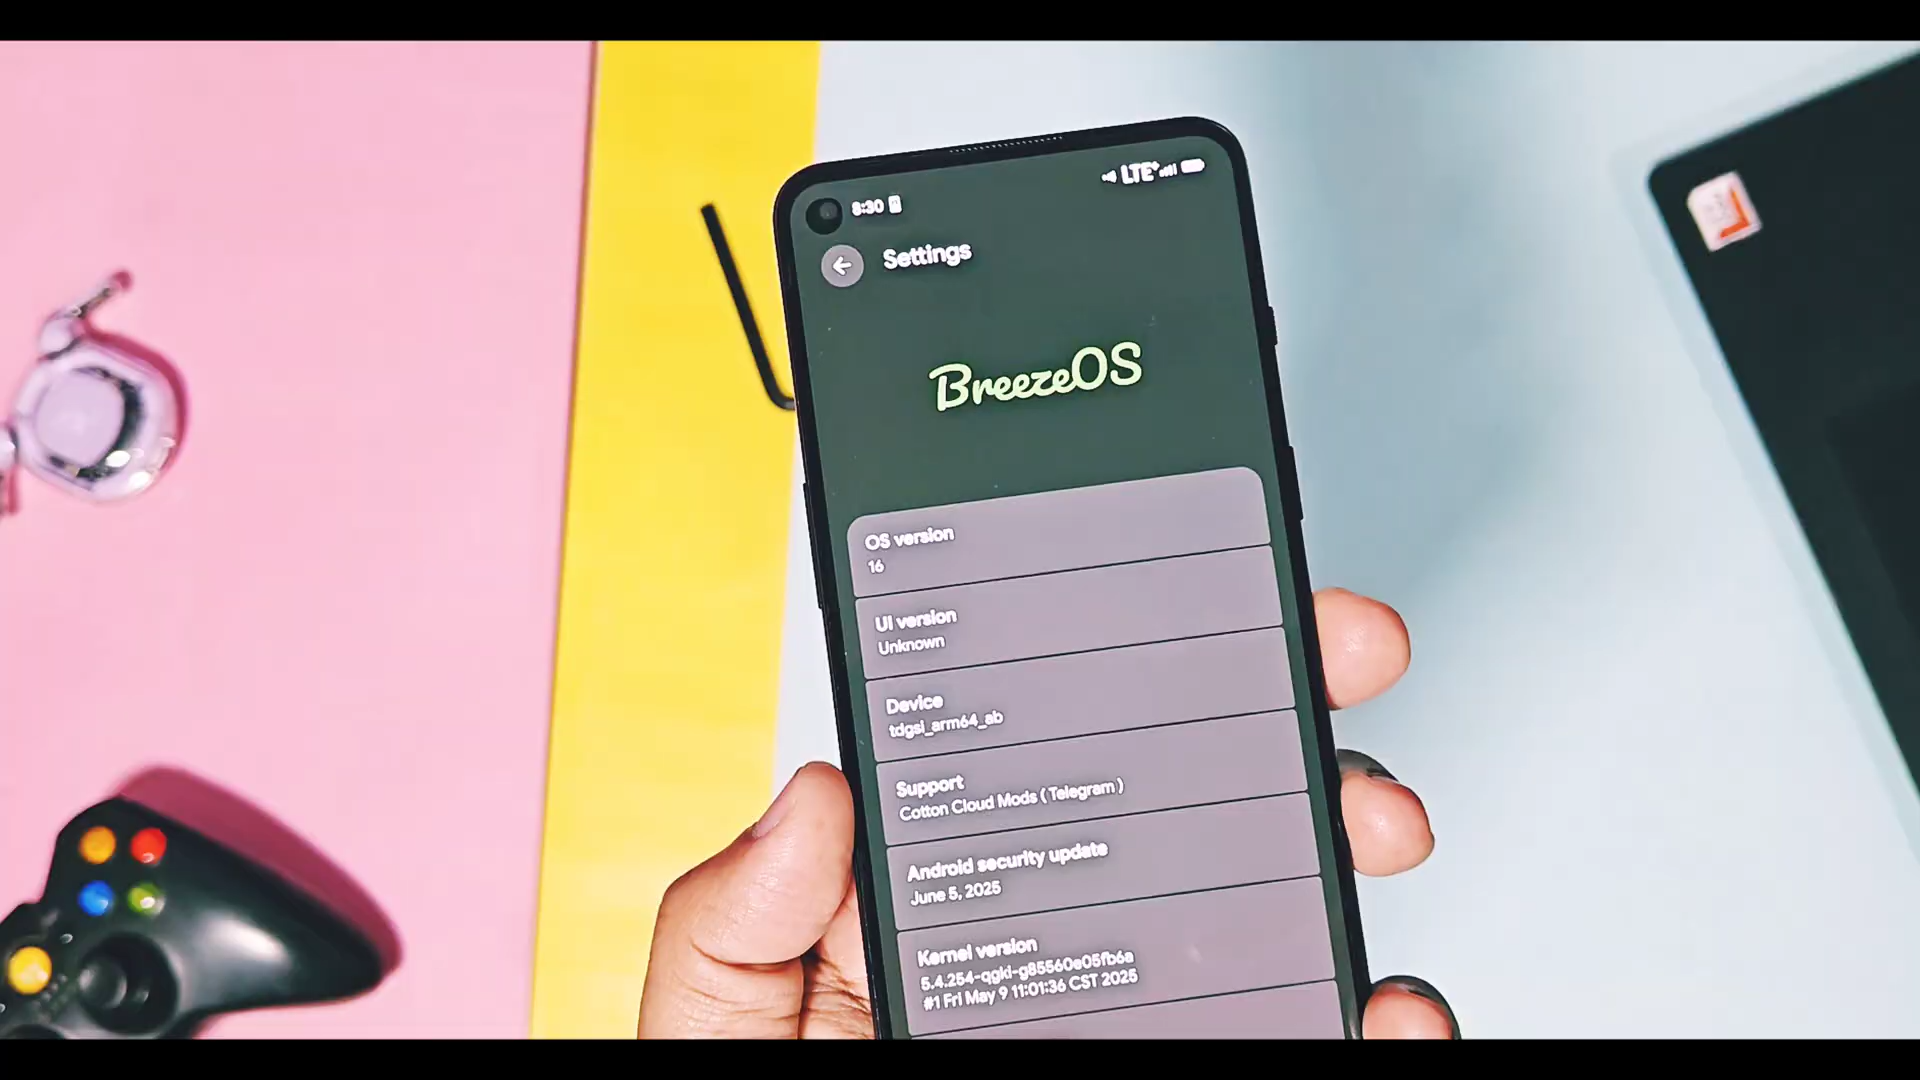 8:30
LTE+
Settings
BreezeOS
OS version
16
UI version
Unknown
Device
tdgsi_arm64_ab
Support
Cotton Cloud Mods ( Telegram )
Android security update
June 5, 2025
Kernel version
5.4.254-qgki-g85560e05fb6a
#1 Fri May 9 11:01:36 CST 2025